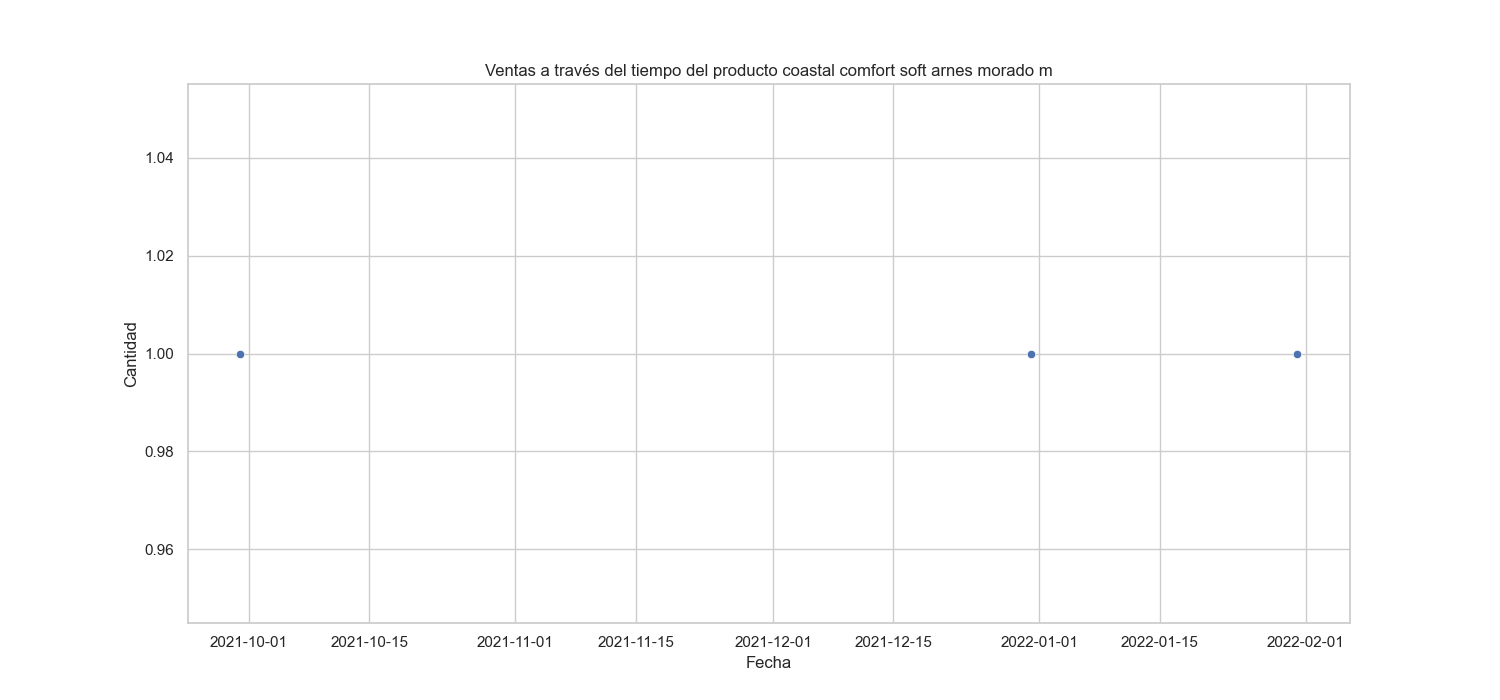 Ventas a través del tiempo del producto coastal comfort soft arnes morado m
1.04
1.02
1.00
0.98
0.96
Cantidad
2021-10-01 2021-10-15 2021-11-01 2021-11-15 2021-12-01 2021-12-15 2022-01-01 2022-01-15 2022-02-01
Fecha